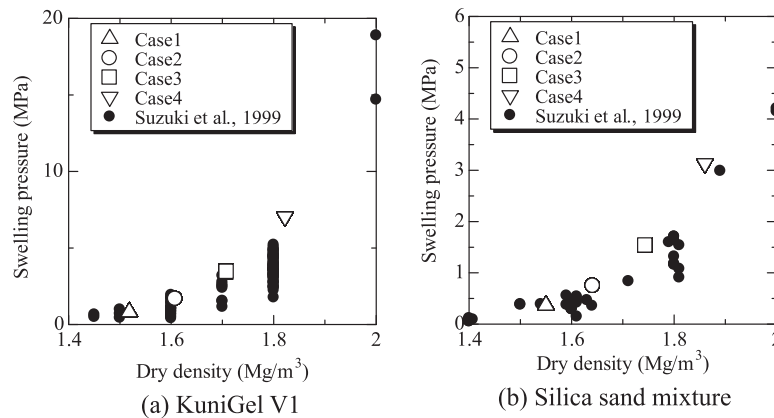 20
15
10
5
0
1.4
1.6
1.8
2
Swelling pressure (MPa)
Dry density (Mg/m³)
Case1
Case2
Case3
Case4
Suzuki et al., 1999
(a) KuniGel V1
6
5
4
3
2
1
0
1.4
1.6
1.8
2
Swelling pressure (MPa)
Dry density (Mg/m³)
Case1
Case2
Case3
Case4
Suzuki et al., 1999
(b) Silica sand mixture